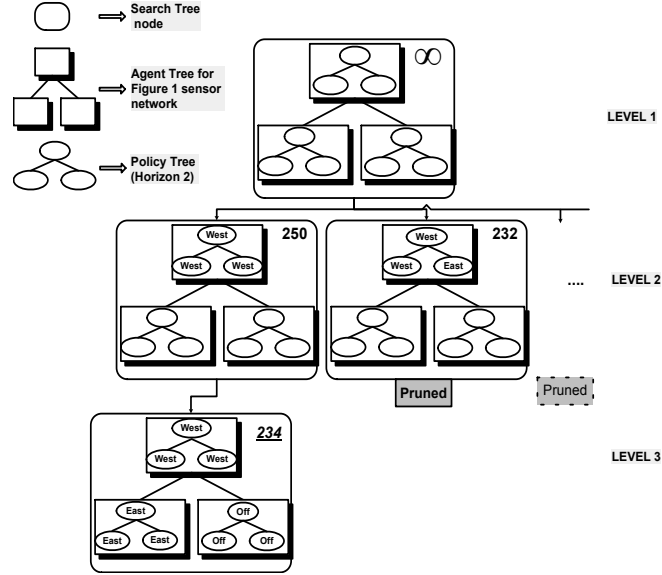 Search Tree
node
Agent Tree for
Figure 1 sensor
network
Policy Tree
(Horizon 2)
∞
LEVEL 1
West
West West
250
West
West East
232
....
LEVEL 2
Pruned
Pruned
West
West West
234
LEVEL 3
East
East East
Off
Off Off